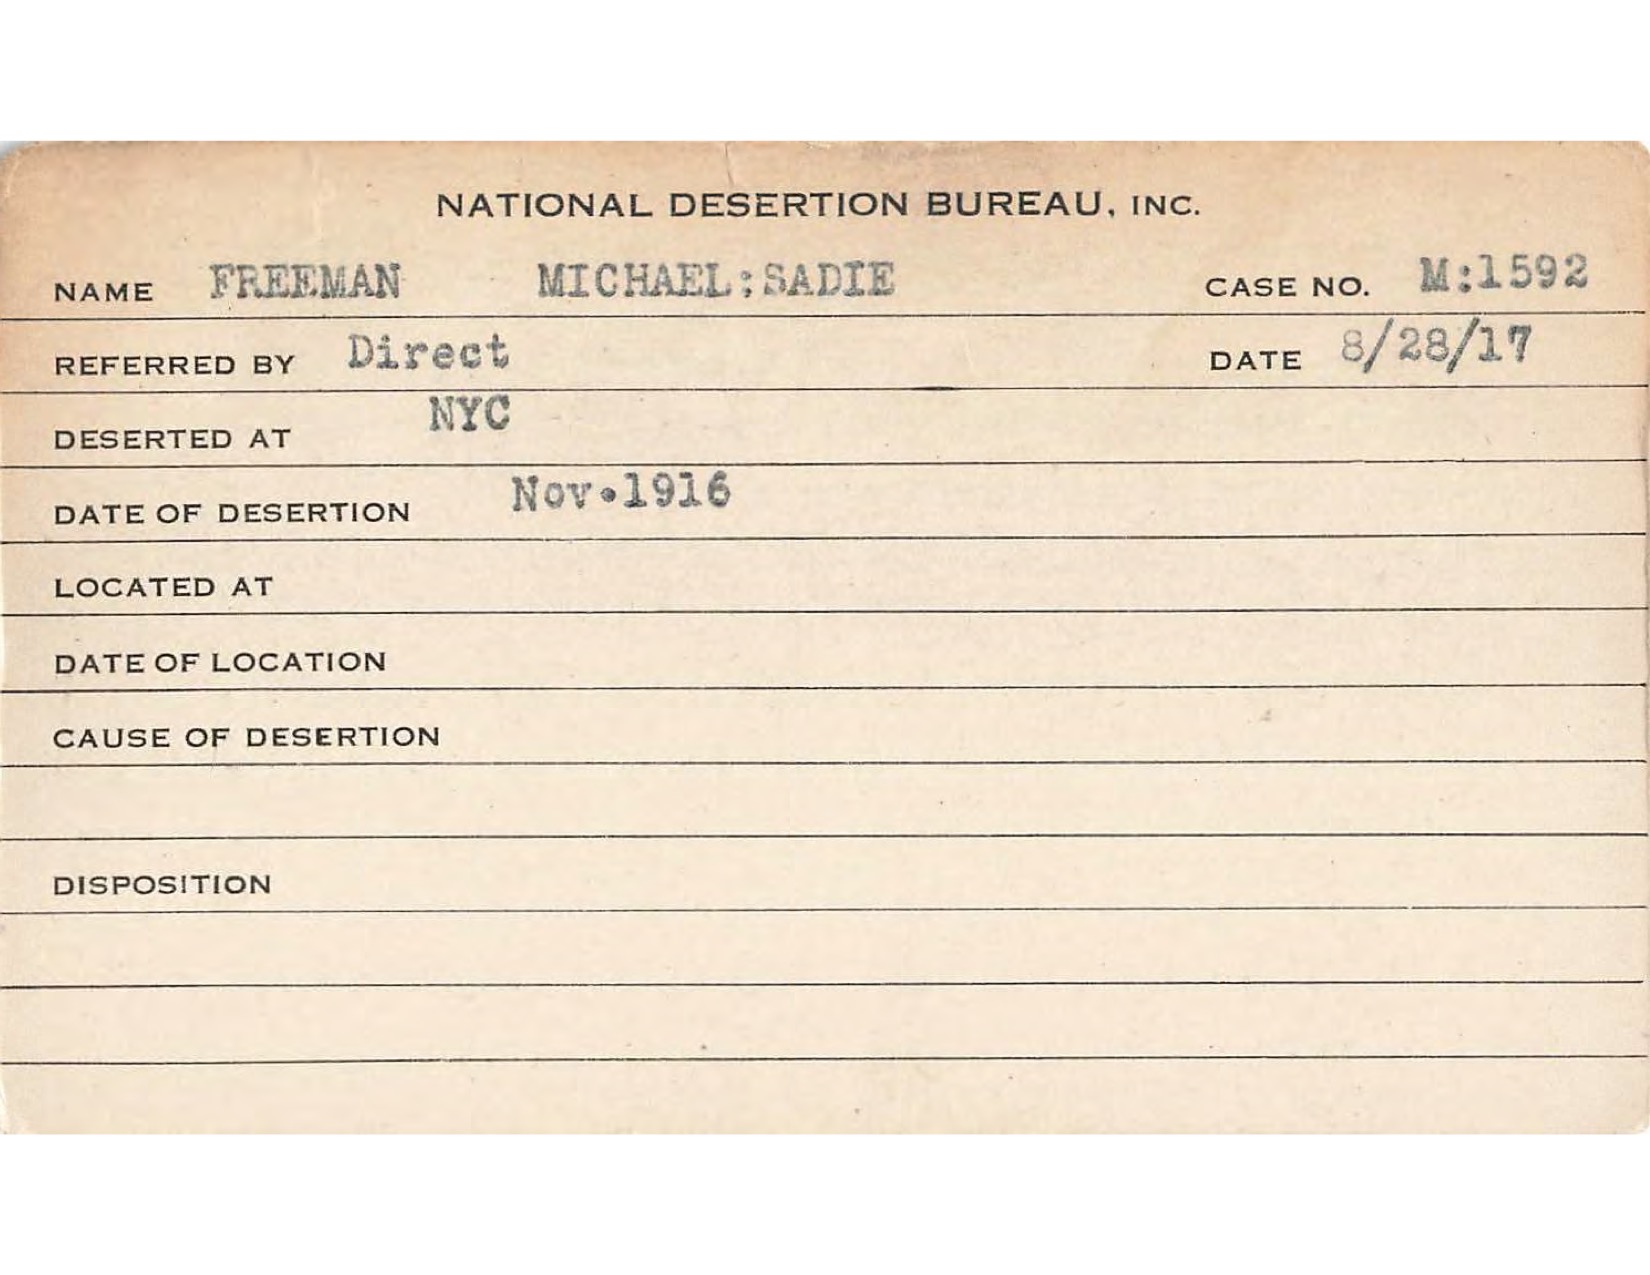 NATIONAL DESERTION BUREAU, INC.
NAME FREEMAN MICHAEL:SADIE CASE NO. M:1592
REFERRED BY Direct DATE 8/28/17
DESERTED AT NYC
DATE OF DESERTION Nov.1916
LOCATED AT
DATE OF LOCATION
CAUSE OF DESERTION
DISPOSITION